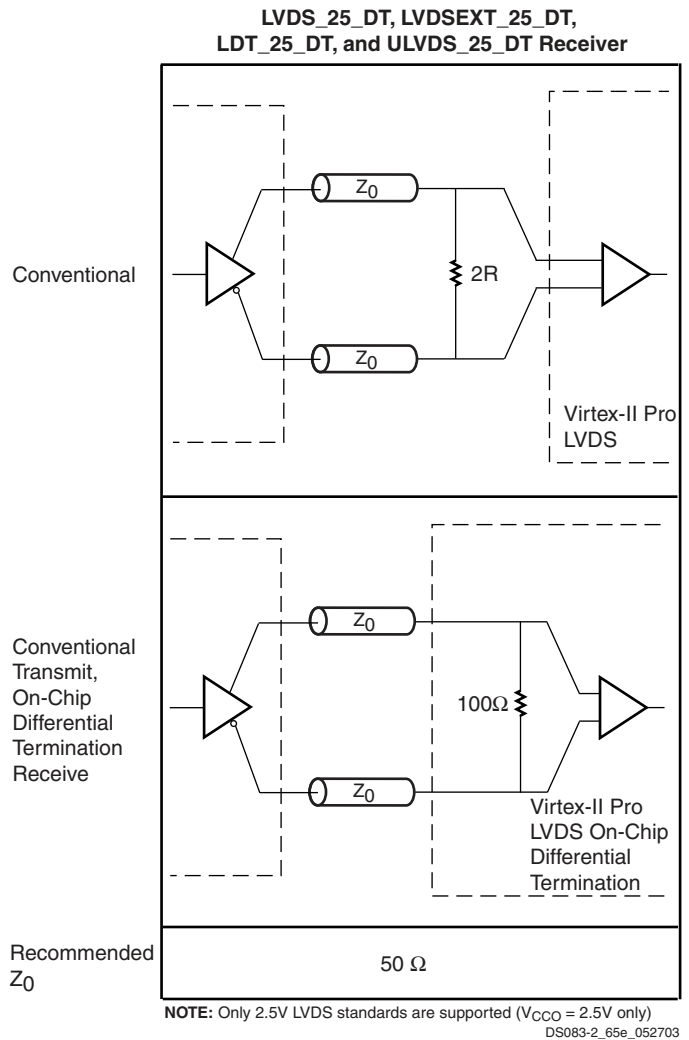 LVDS_25_DT, LVDSEXT_25_DT,
LDT_25_DT, and ULVDS_25_DT Receiver
Z0
Conventional
2R
Z0
Virtex-II Pro
LVDS
Z0
Conventional
Transmit,
On-Chip
Differential
Termination
Receive
100Ω
Z0
Virtex-II Pro
LVDS On-Chip
Differential
Termination
Recommended
Z0
50 Ω
NOTE: Only 2.5V LVDS standards are supported (VCCO = 2.5V only)
DS083-2_65e_052703